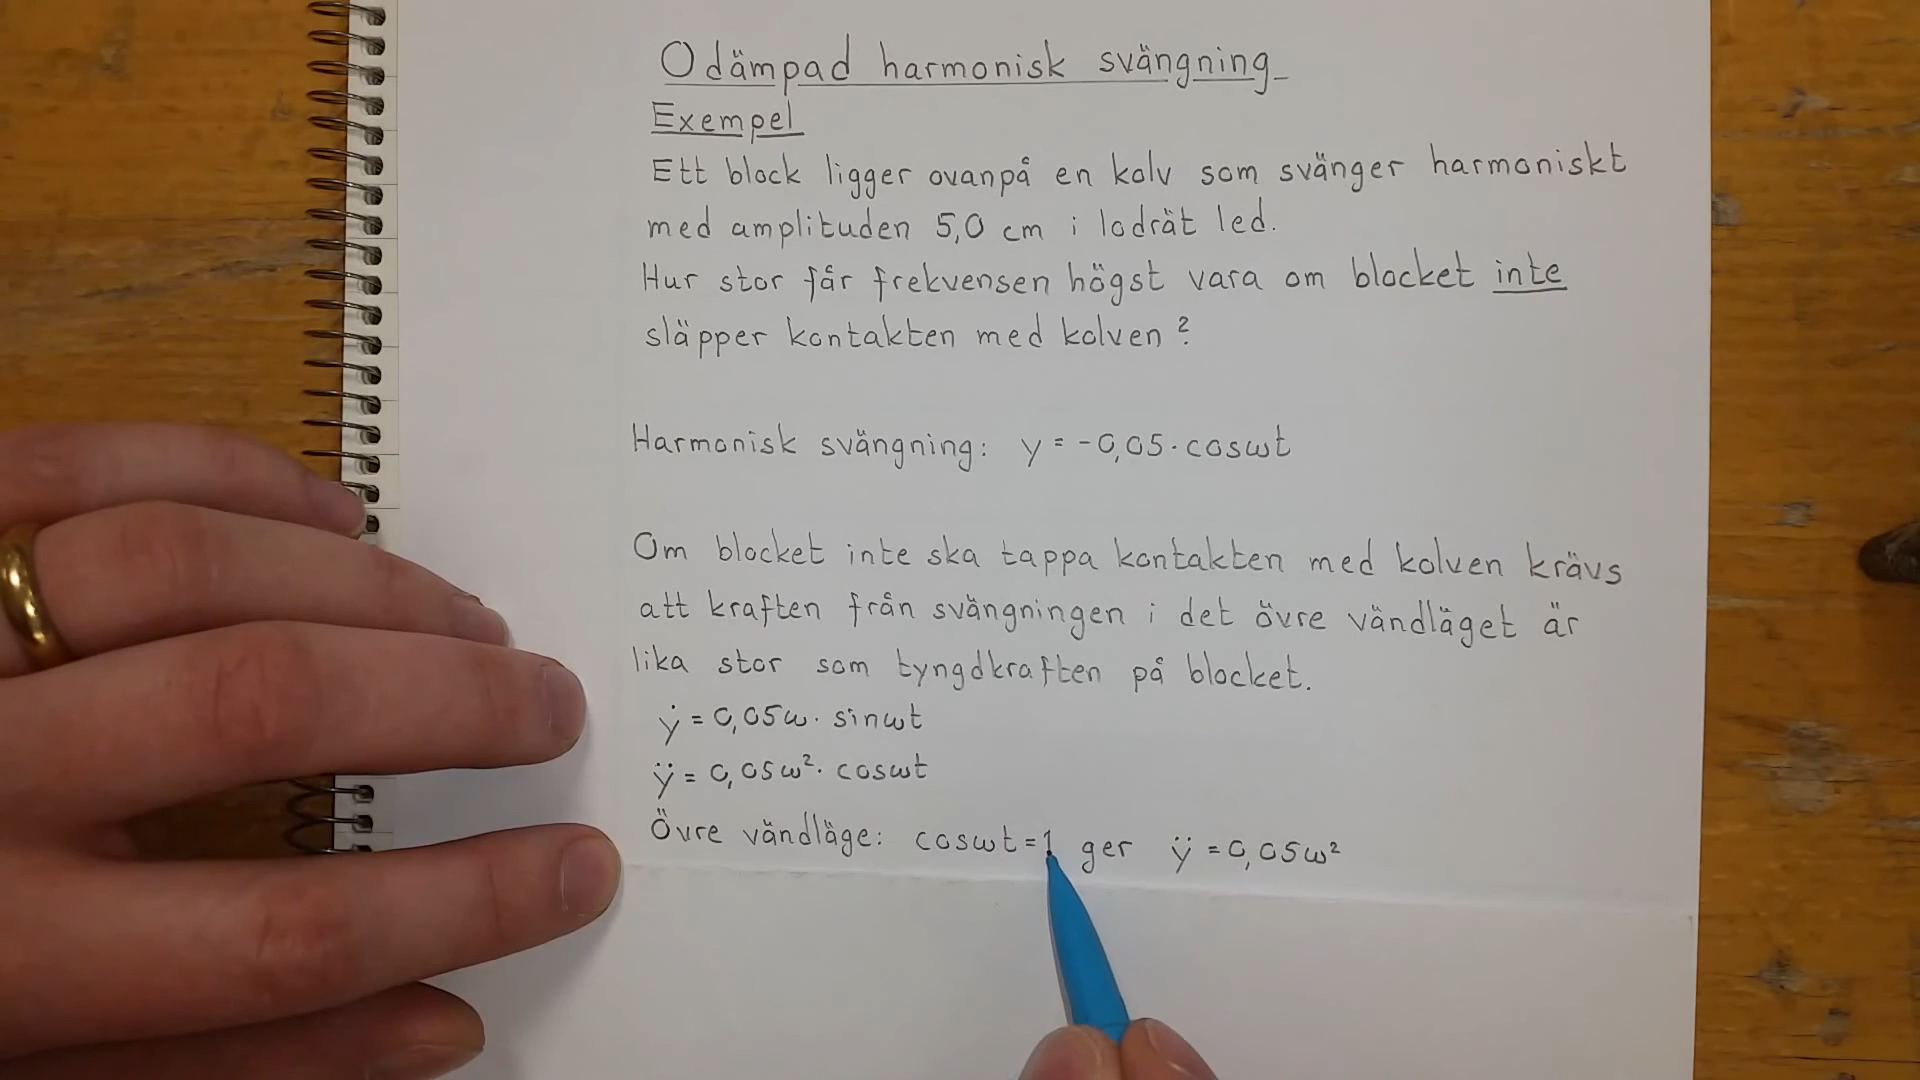 Odämpad harmonisk svängning
Exempel
Ett block ligger ovanpå en kolv som svänger harmoniskt
med amplituden 5,0 cm i lodrät led.
Hur stor får frekvensen högst vara om blocket inte
släpper kontakten med kolven?
Harmonisk svängning: y = -0,05 · cosωt
Om blocket inte ska tappa kontakten med kolven krävs
att kraften från svängningen i det övre vändläget är
lika stor som tyngdkraften på blocket.
ẏ = 0,05ω · sinωt
ÿ = 0,05ω² · cosωt
Övre vändläge: cosωt = 1 ger ÿ = 0,05ω²